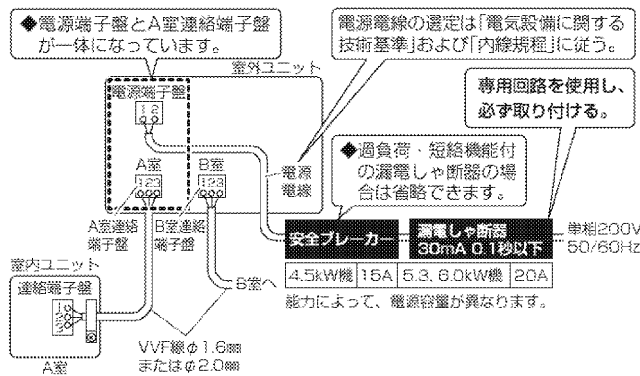 ◆電源端子盤とA室連絡端子盤
が一体になっています。
電源電線の選定は「電気設備に関する
技術基準」および「内線規程」に従う。
室外ユニット
専用回路を使用し、
必ず取り付ける。
電源端子盤
1 2
◆過負荷・短絡機能付
の漏電しゃ断器の場
合は省略できます。
A室
B室
123
123
電源
電線
A室連絡
端子盤
B室連絡
端子盤
安全ブレーカー
漏電しゃ断器
30mA 0.1秒以下
単相200V
50/60Hz
室内ユニット
連絡端子盤
1
2
3
B室へ
4.5kW機 15A 5.3, 6.0kW機 20A
能力によって、電源容量が異なります。
VVF線φ1.6㎜
またはφ2.0㎜
A室